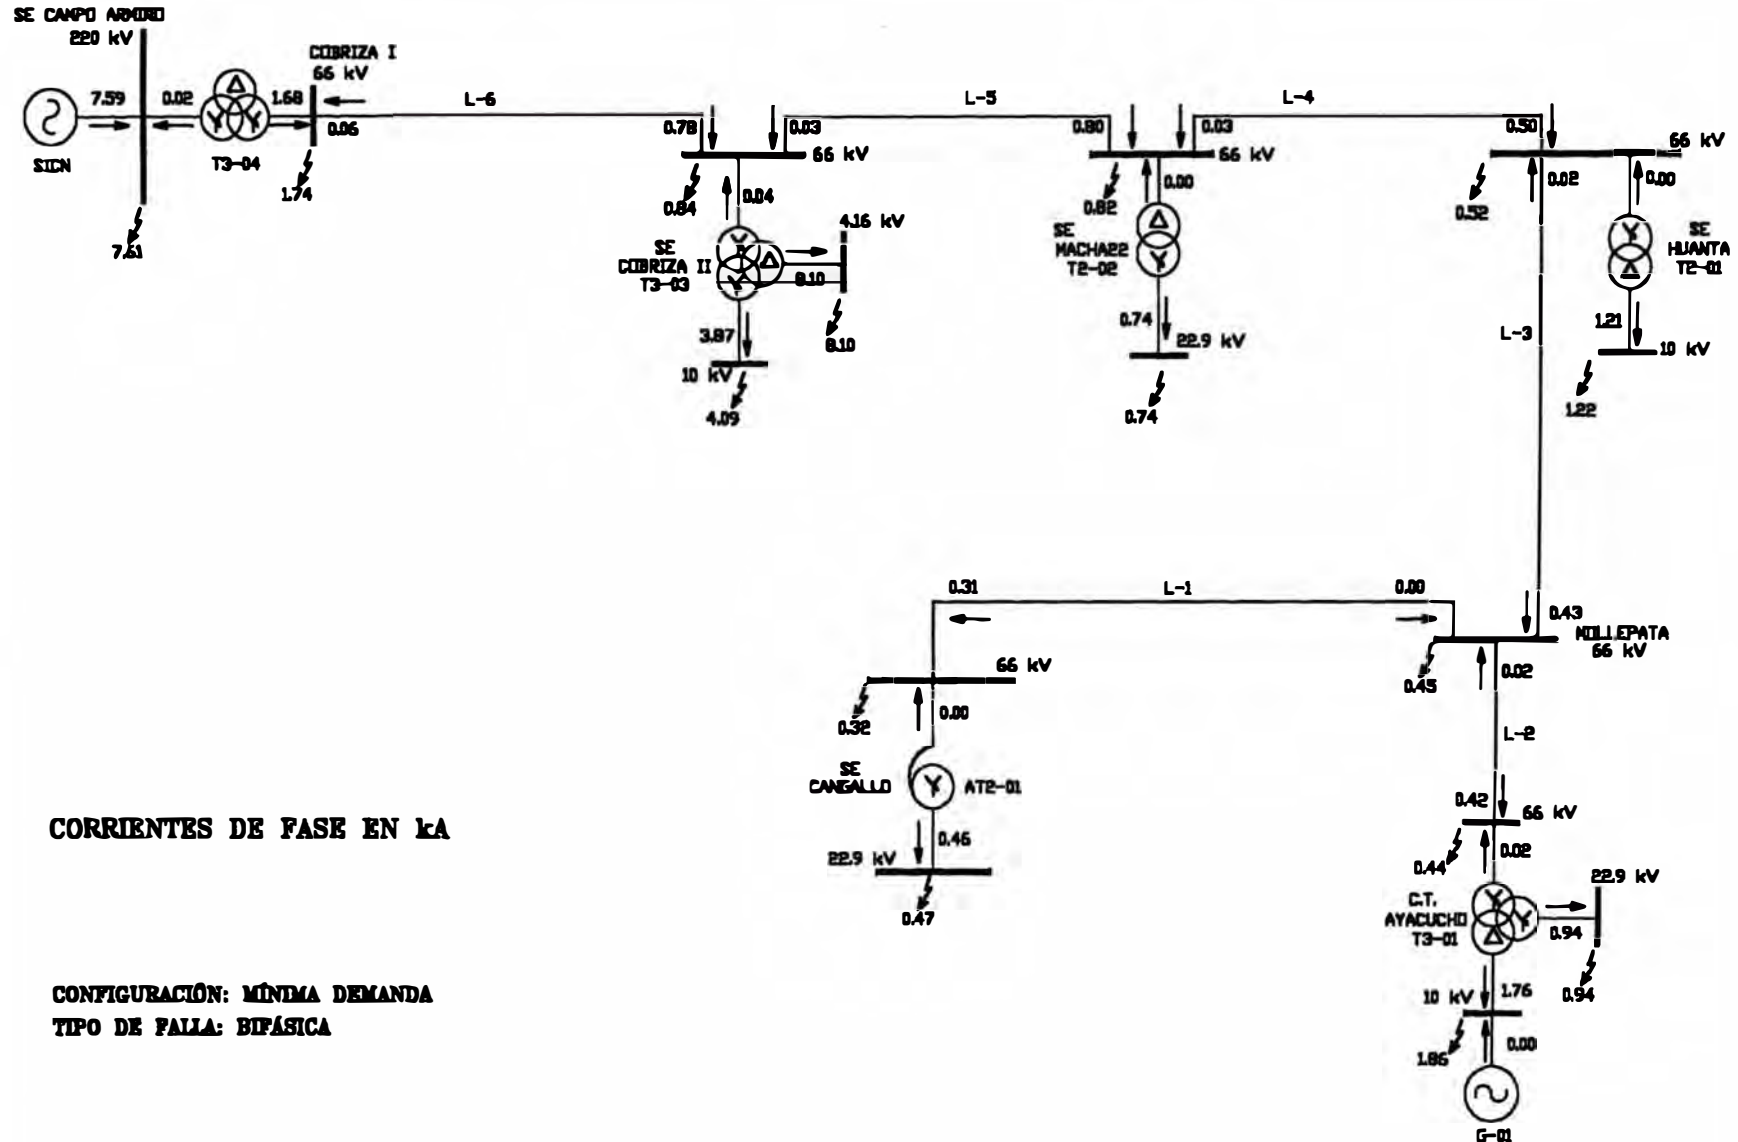 SE CAMPO ARMIÑO
220 kV
7.59
0.02
SICN
7.61
T3-04
1.68
COBRIZA I
66 kV
0.06
1.74
L-6
0.78
0.03
66 kV
0.84
0.04
SE
COBRIZA II
T3-03
4.16 kV
8.10
8.10
3.87
10 kV
4.09
L-5
0.80
0.03
66 kV
0.82
0.00
SE
MACHA22
T2-02
0.74
22.9 kV
0.74
L-4
0.50
66 kV
0.52
0.02
0.00
SE
HUANTA
T2-01
1.21
10 kV
1.22
L-3
0.31
L-1
0.00
0.43
MOLLEPATA
66 kV
0.45
0.02
66 kV
0.32
0.00
SE
CANGALLO
AT2-01
0.46
22.9 kV
0.47
L-2
0.42
66 kV
0.44
0.02
C.T.
AYACUCHO
T3-01
22.9 kV
0.94
0.94
10 kV
1.76
1.86
0.00
G-01
CORRIENTES DE FASE EN kA
CONFIGURACIÓN: MÍNIMA DEMANDA
TIPO DE FALLA: BIFÁSICA